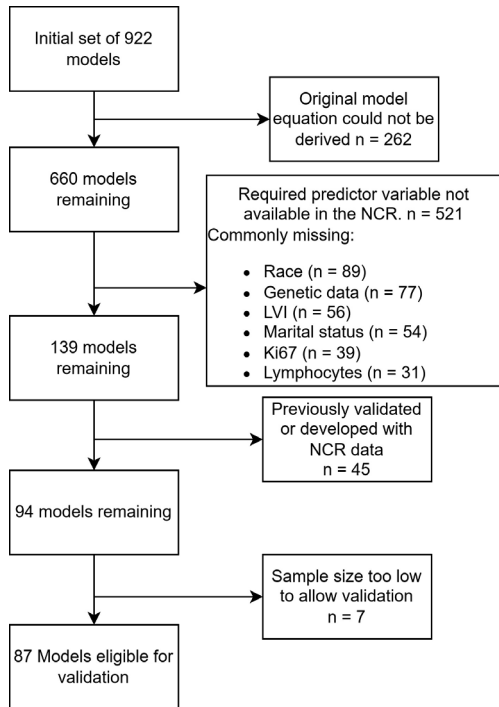 Initial set of 922
models
Original model
equation could not be
derived n = 262
660 models
remaining
Required predictor variable not
available in the NCR. n = 521
Commonly missing:
• Race (n = 89)
• Genetic data (n = 77)
• LVI (n = 56)
• Marital status (n = 54)
• Ki67 (n = 39)
• Lymphocytes (n = 31)
139 models
remaining
Previously validated
or developed with
NCR data
n = 45
94 models remaining
Sample size too low
to allow validation
n = 7
87 Models eligible for
validation